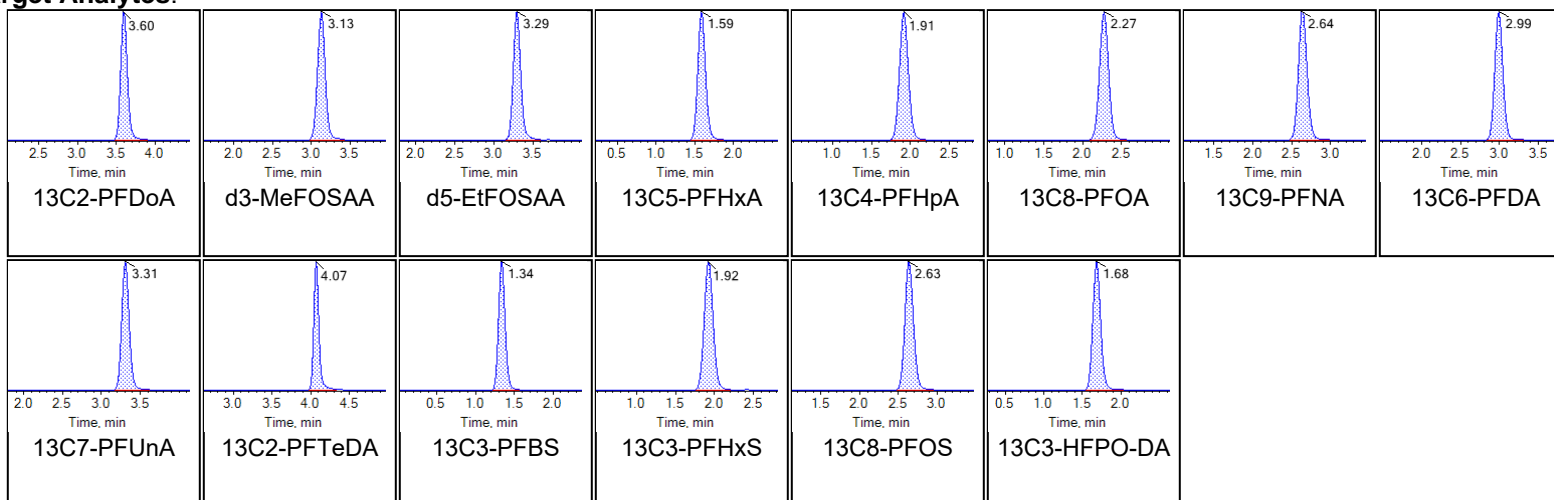 rget Analytes:
3.60 3.13 3.29 1.59 1.91 2.27 2.64 2.99
2.5 3.0 3.5 4.0 2.0 2.5 3.0 3.5 2.0 2.5 3.0 3.5 0.5 1.0 1.5 2.0 1.0 1.5 2.0 2.5 1.0 1.5 2.0 2.5 1.5 2.0 2.5 3.0 2.0 2.5 3.0 3.5
Time, min Time, min Time, min Time, min Time, min Time, min Time, min Time, min
13C2-PFDoA d3-MeFOSAA d5-EtFOSAA 13C5-PFHxA 13C4-PFHpA 13C8-PFOA 13C9-PFNA 13C6-PFDA
3.31 4.07 1.34 1.92 2.63 1.68
2.0 2.5 3.0 3.5 3.0 3.5 4.0 4.5 0.5 1.0 1.5 2.0 1.0 1.5 2.0 2.5 1.5 2.0 2.5 3.0 0.5 1.0 1.5 2.0
Time, min Time, min Time, min Time, min Time, min Time, min
13C7-PFUnA 13C2-PFTeDA 13C3-PFBS 13C3-PFHxS 13C8-PFOS 13C3-HFPO-DA